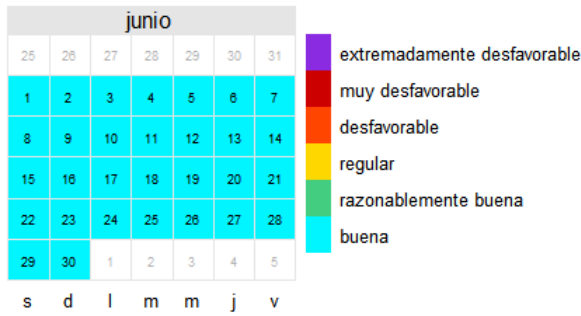 junio
25 26 27 28 29 30 31
1 2 3 4 5 6 7
8 9 10 11 12 13 14
15 16 17 18 19 20 21
22 23 24 25 26 27 28
29 30 1 2 3 4 5
s d l m m j v
extremadamente desfavorable
muy desfavorable
desfavorable
regular
razonablemente buena
buena